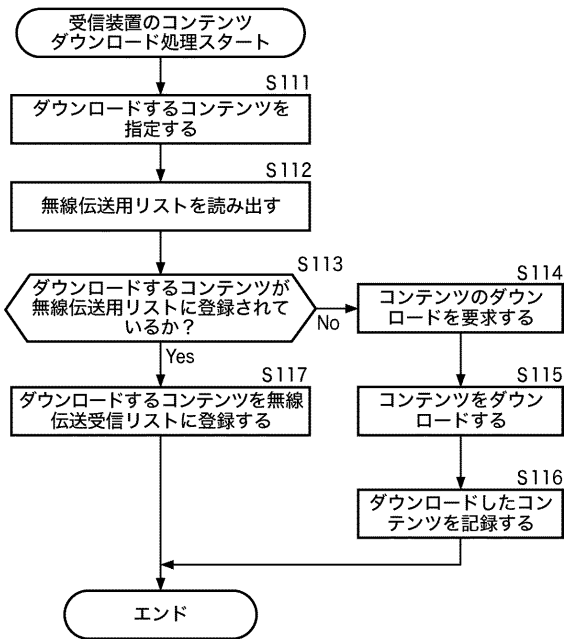 受信装置のコンテンツ
ダウンロード処理スタート
S111
ダウンロードするコンテンツを
指定する
S112
無線伝送用リストを読み出す
S113
ダウンロードするコンテンツが
無線伝送用リストに登録されて
いるか？
No
Yes
S114
コンテンツのダウン
ロードを要求する
S115
コンテンツをダウン
ロードする
S116
ダウンロードしたコン
テンツを記録する
S117
ダウンロードするコンテンツを無線
伝送受信リストに登録する
エンド